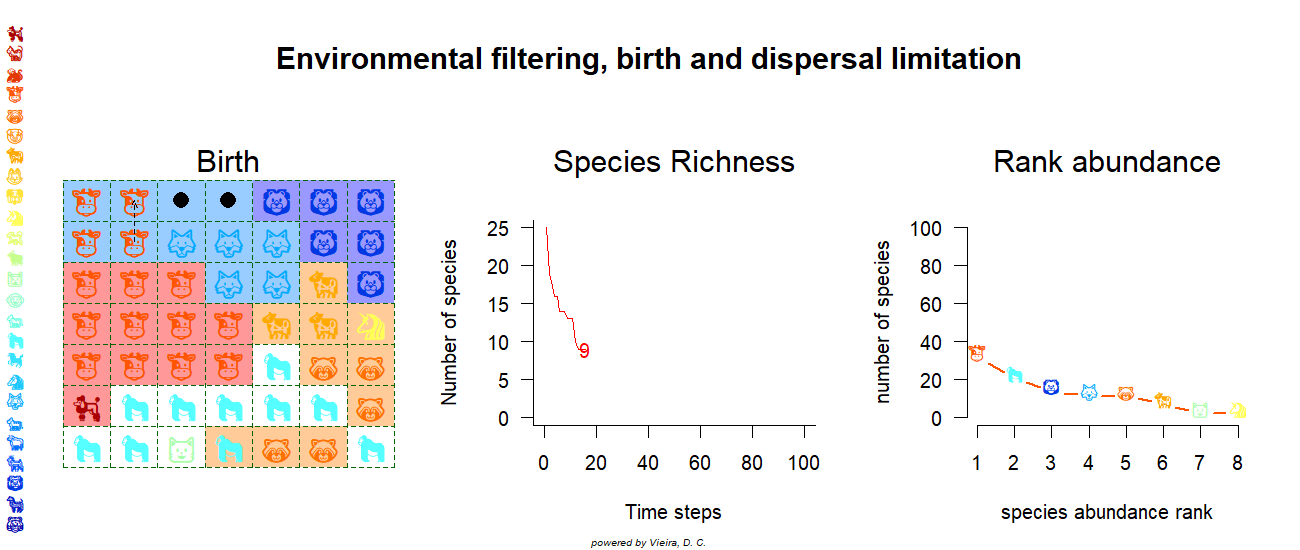 Environmental filtering, birth and dispersal limitation
Birth
Species Richness
Rank abundance
Number of species
25
20
15
10
5
0
9
0 20 40 60 80 100
Time steps
number of species
100
80
60
40
20
0
1 2 3 4 5 6 7 8
species abundance rank
powered by Vieira, D. C.